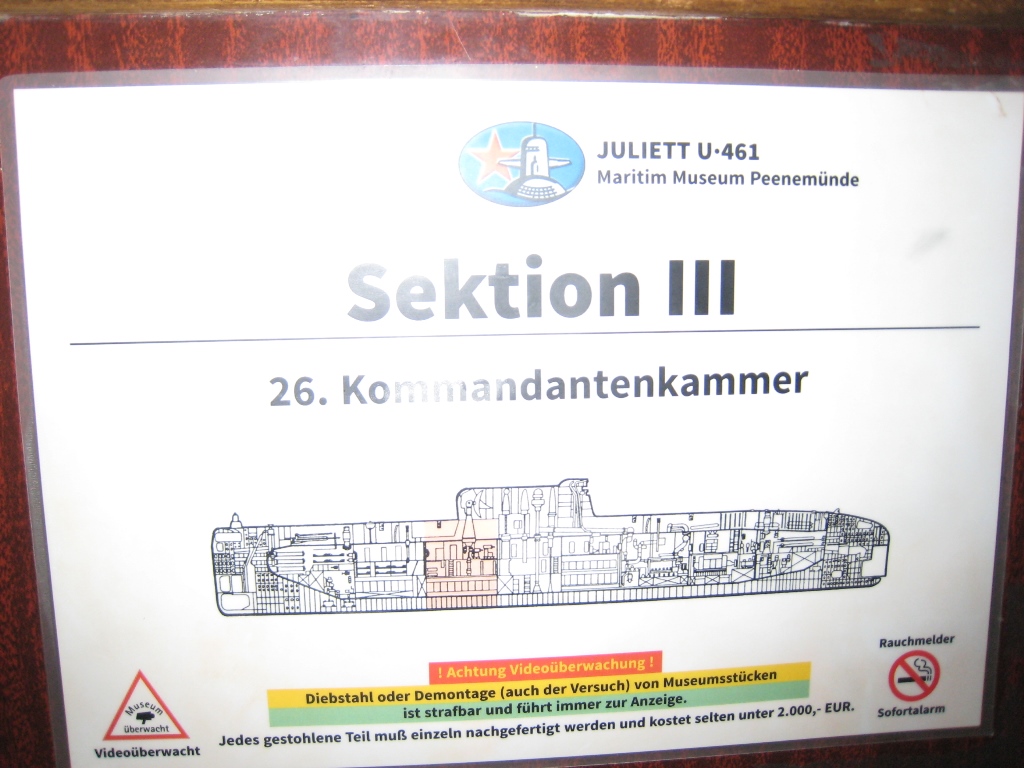 JULIETT U·461
Maritim Museum Peenemünde
Sektion III
26. Kommandantenkammer
! Achtung Videoüberwachung !
Diebstahl oder Demontage (auch der Versuch) von Museumsstücken
ist strafbar und führt immer zur Anzeige.
Jedes gestohlene Teil muß einzeln nachgefertigt werden und kostet selten unter 2.000,- EUR.
Museum
überwacht
Videoüberwacht
Rauchmelder
Sofortalarm